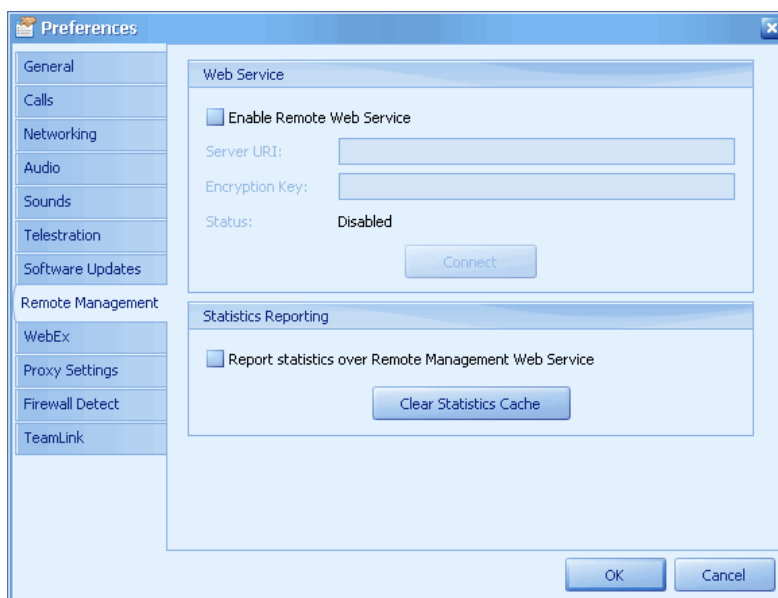 Preferences
General
Calls
Networking
Audio
Sounds
Telestration
Software Updates
Remote Management
WebEx
Proxy Settings
Firewall Detect
TeamLink
Web Service
Enable Remote Web Service
Server URI:
Encryption Key:
Status: Disabled
Connect
Statistics Reporting
Report statistics over Remote Management Web Service
Clear Statistics Cache
OK Cancel